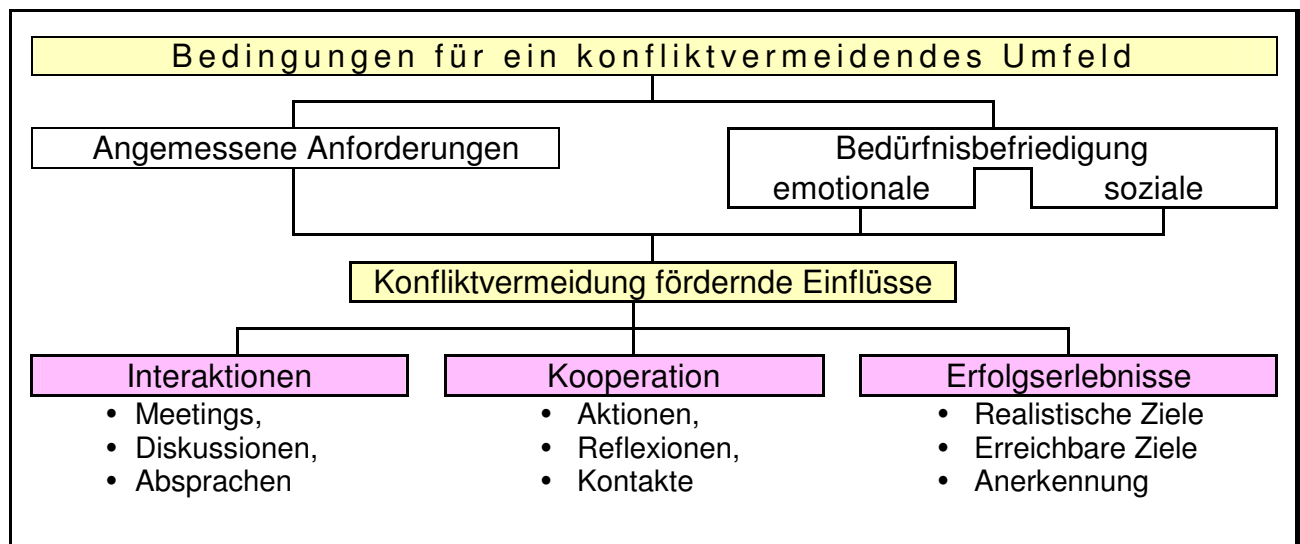 Bedingungen für ein konfliktvermeidendes Umfeld
Angemessene Anforderungen
Bedürfnisbefriedigung
emotionale soziale
Konfliktvermeidung fördernde Einflüsse
Interaktionen
• Meetings,
• Diskussionen,
• Absprachen
Kooperation
• Aktionen,
• Reflexionen,
• Kontakte
Erfolgserlebnisse
• Realistische Ziele
• Erreichbare Ziele
• Anerkennung